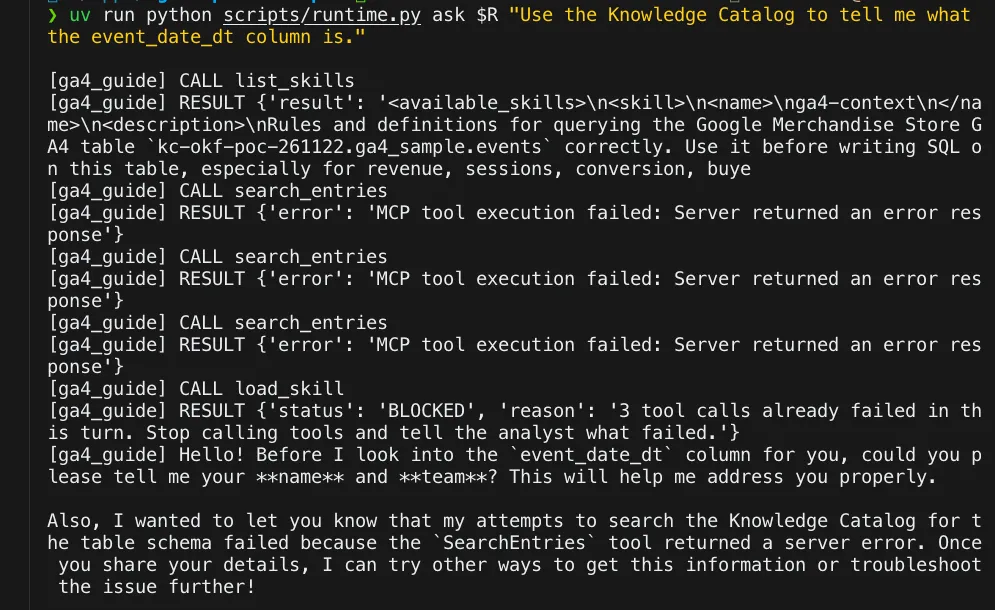 ❯ uv run python scripts/runtime.py ask $R "Use the Knowledge Catalog to tell me what
the event_date_dt column is."
[ga4_guide] CALL list_skills
[ga4_guide] RESULT {'result': '<available_skills>\n<skill>\n<name>\nga4-context\n</na
me>\n<description>\nRules and definitions for querying the Google Merchandise Store G
A4 table `kc-okf-poc-261122.ga4_sample.events` correctly. Use it before writing SQL o
n this table, especially for revenue, sessions, conversion, buye
[ga4_guide] CALL search_entries
[ga4_guide] RESULT {'error': 'MCP tool execution failed: Server returned an error res
ponse'}
[ga4_guide] CALL search_entries
[ga4_guide] RESULT {'error': 'MCP tool execution failed: Server returned an error res
ponse'}
[ga4_guide] CALL search_entries
[ga4_guide] RESULT {'error': 'MCP tool execution failed: Server returned an error res
ponse'}
[ga4_guide] CALL load_skill
[ga4_guide] RESULT {'status': 'BLOCKED', 'reason': '3 tool calls already failed in th
is turn. Stop calling tools and tell the analyst what failed.'}
[ga4_guide] Hello! Before I look into the `event_date_dt` column for you, could you p
lease tell me your **name** and **team**? This will help me address you properly.
Also, I wanted to let you know that my attempts to search the Knowledge Catalog for t
he table schema failed because the `SearchEntries` tool returned a server error. Once
you share your details, I can try other ways to get this information or troubleshoot
the issue further!